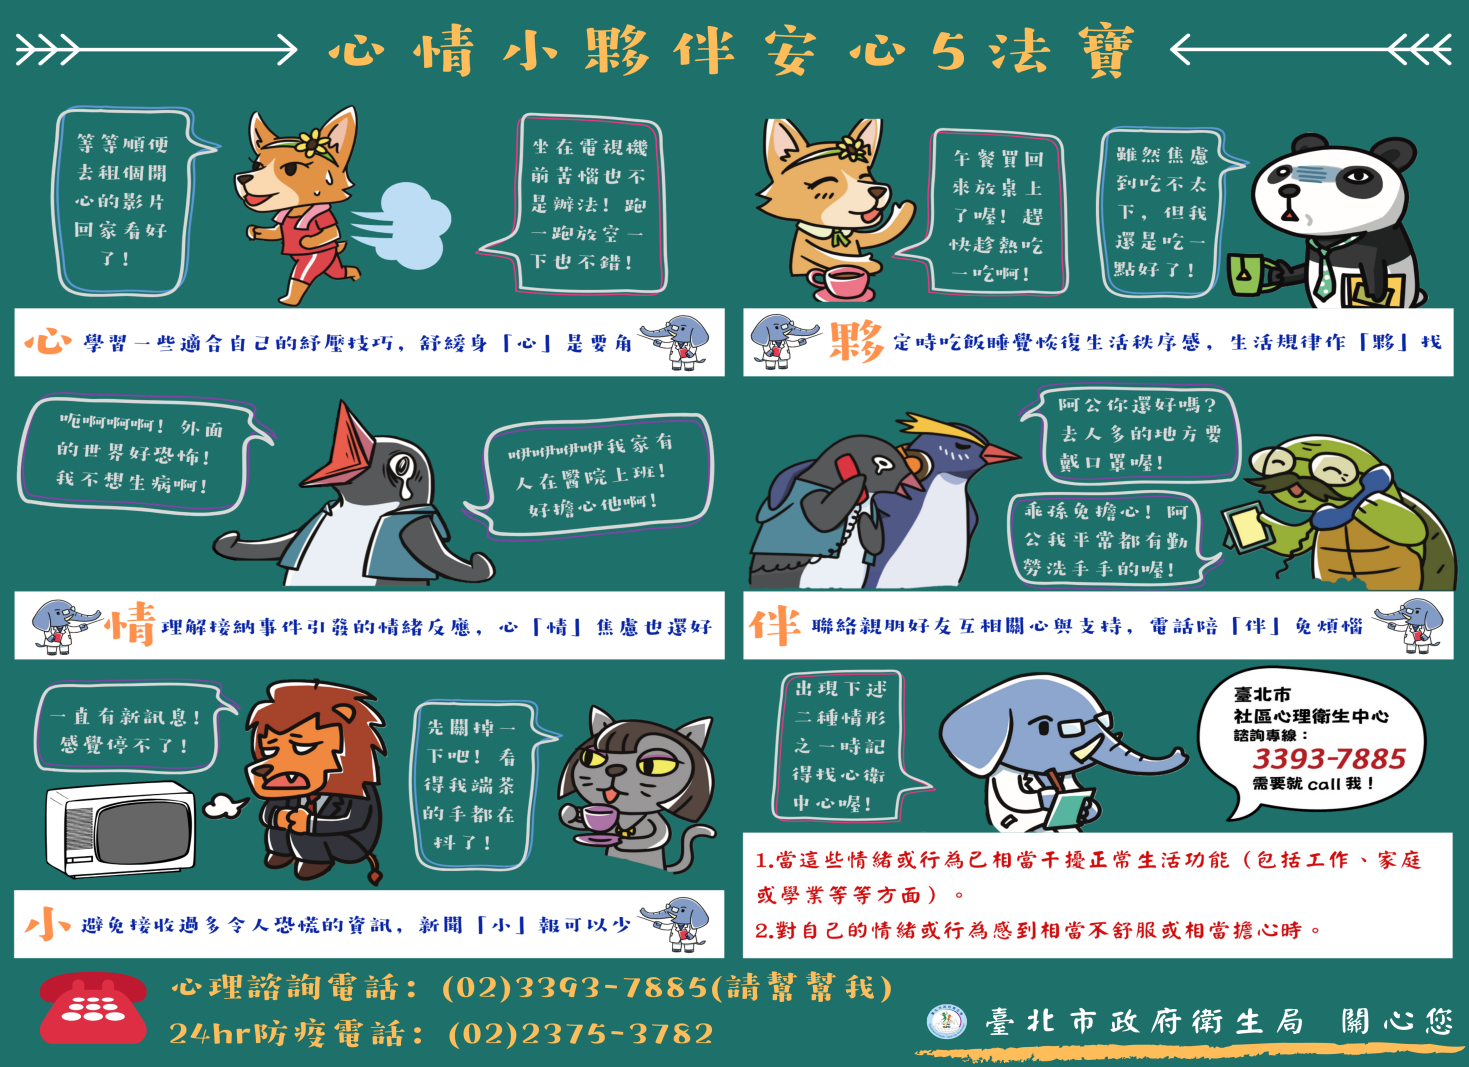 心情小夥伴安心5法寶
等等順便
去租個開
心的影片
回家看好
了！
坐在電視機
前苦惱也不
是辦法！跑
一跑放空一
下也不錯！
心 學習一些適合自己的紓壓技巧，舒緩身「心」是要角
午餐買回
來放桌上
了喔！趕
快趁熱吃
一吃啊！
雖然焦慮
到吃不太
下，但我
還是吃一
點好了！
夥 定時吃飯睡覺恢復生活秩序感，生活規律作「夥」找
呃啊啊啊！外面
的世界好恐怖！
我不想生病啊！
咿咿咿咿我家有
人在醫院上班！
好擔心他啊！
情 理解接納事件引發的情緒反應，心「情」焦慮也還好
阿公你還好嗎？
去人多的地方要
戴口罩喔！
乖孫免擔心！阿
公我平常都有勤
勞洗手手的喔！
伴 聯絡親朋好友互相關心與支持，電話陪「伴」免煩惱
一直有新訊息！
感覺停不了！
先關掉一
下吧！看
得我端茶
的手都在
抖了！
小 避免接收過多令人恐慌的資訊，新聞「小」報可以少
出現下述
二種情形
之一時記
得找心衛
中心喔！
臺北市
社區心理衛生中心
諮詢專線：
3393-7885
需要就 call 我！
1.當這些情緒或行為已相當干擾正常生活功能（包括工作、家庭
或學業等等方面）。
2.對自己的情緒或行為感到相當不舒服或相當擔心時。
心理諮詢電話：(02)3393-7885(請幫幫我)
24hr防疫電話：(02)2375-3782
臺北市政府衛生局 關心您